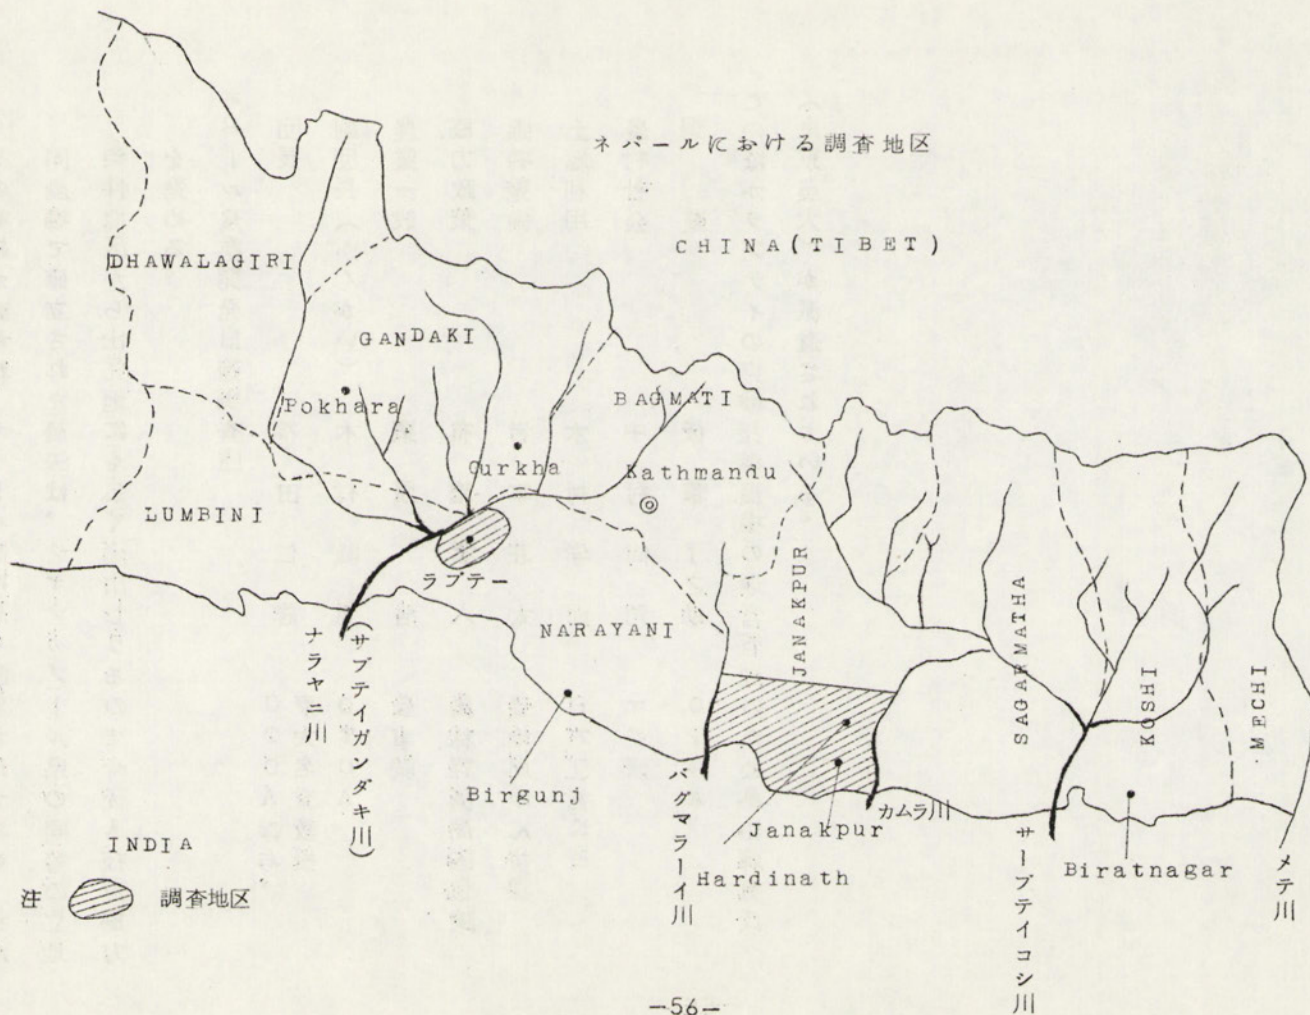 ネパールにおける調査地区
CHINA(TIBET)
DHAWALAGIRI
GANDAKI
BAGMATI
Pokhara
Curkha
Kathmandu
LUMBINI
ラプテー
NARAYANI
JANAKPUR
SAGARMATHA
KOSHI
MECHI
ナラヤニ川
(サプテイガンダキ川)
Birgunj
バグマラーイ川
Janakpur
カムラ川
Hardinath
サープテイコシ川
Biratnagar
メテ川
INDIA
注 調査地区
-56-